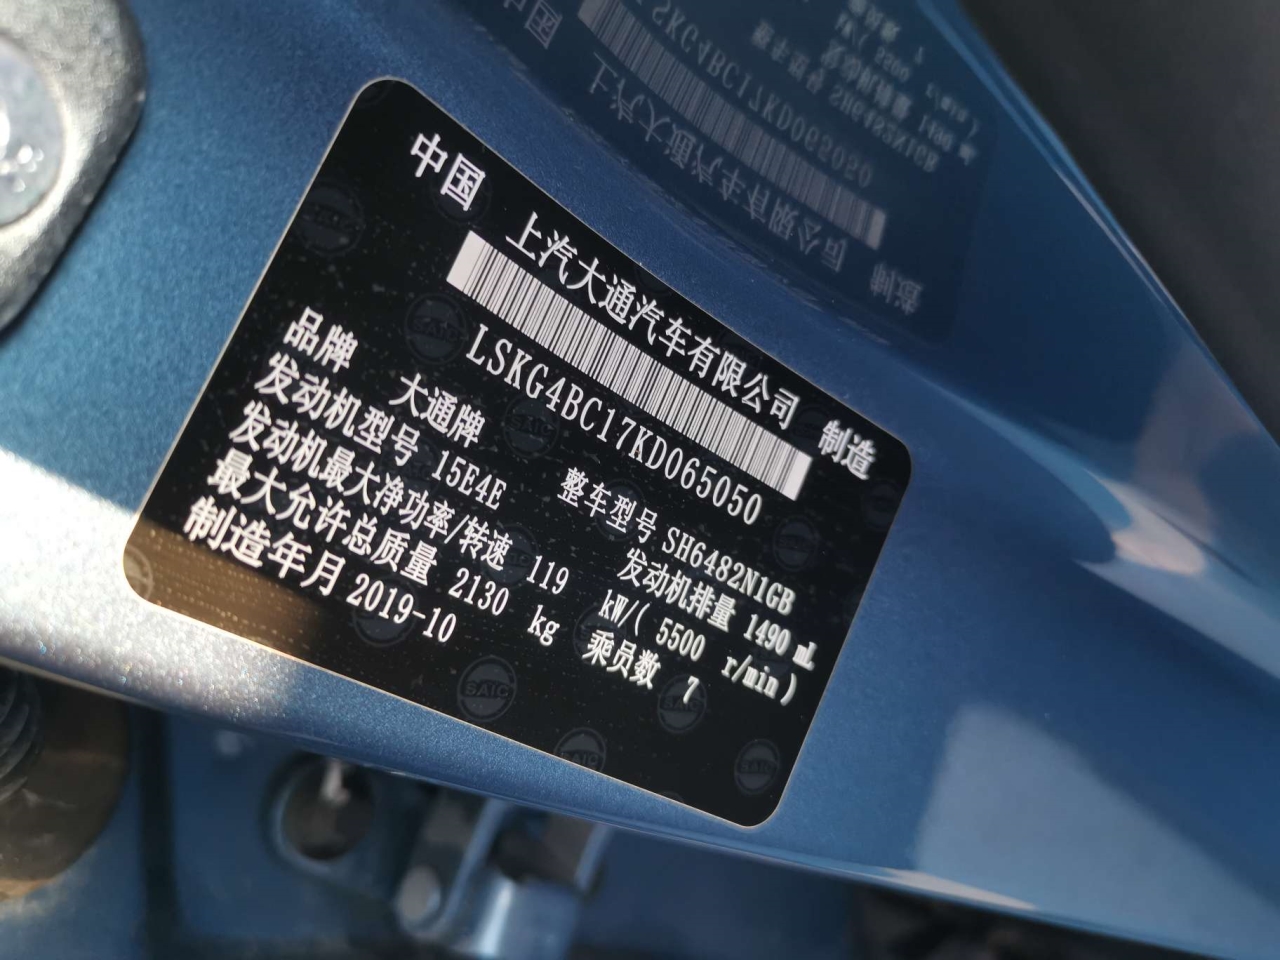 中国 上汽大通汽车有限公司 制造
LSKG4BC17KD065050
品牌 大通牌 整车型号 SH6482N1GB
发动机型号 15E4E 发动机排量 1490 mL
发动机最大净功率/转速 119 kW/( 5500 r/min )
最大允许总质量 2130 kg 乘员数 7
制造年月 2019-10
SAIC